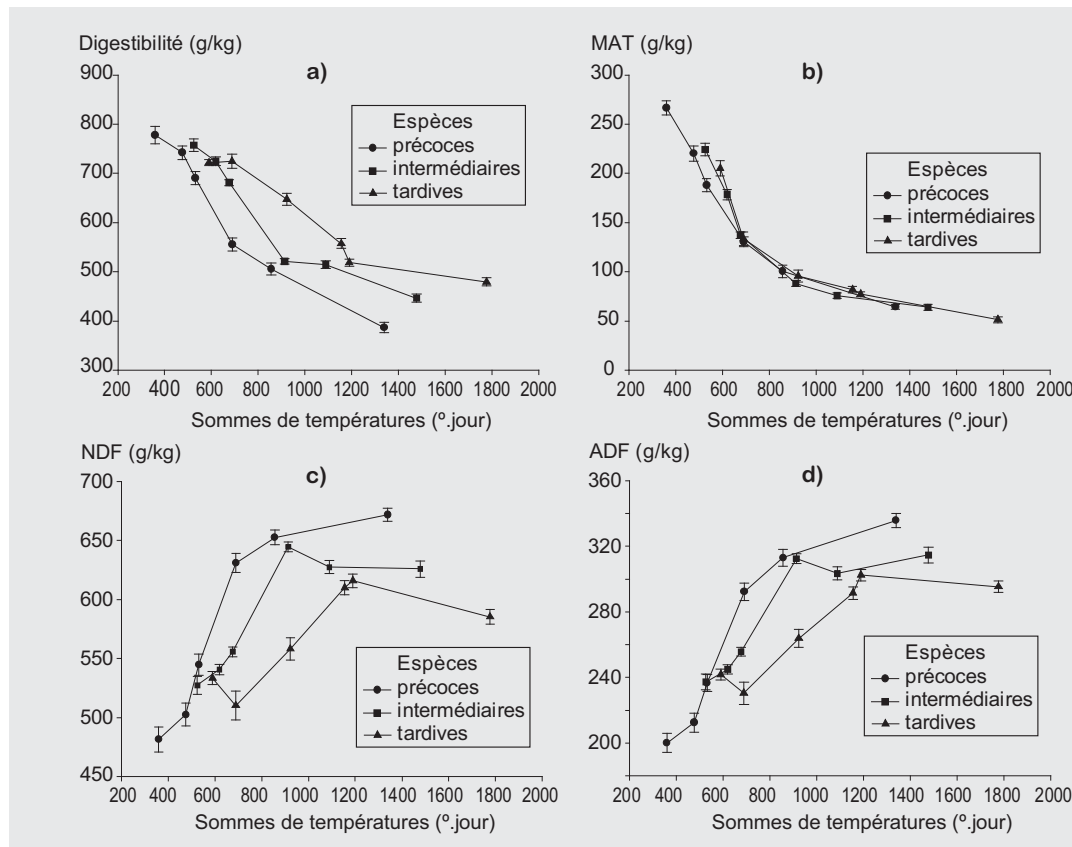 Digestibilité (g/kg)
a)
900
800
700
600
500
400
300
Espèces
précoces
intermédiaires
tardives
200 400 600 800 1000 1200 1400 1600 1800 2000
Sommes de températures (º.jour)
MAT (g/kg)
b)
300
250
200
150
100
50
0
Espèces
précoces
intermédiaires
tardives
200 400 600 800 1000 1200 1400 1600 1800 2000
Sommes de températures (º.jour)
NDF (g/kg)
c)
700
650
600
550
500
450
Espèces
précoces
intermédiaires
tardives
200 400 600 800 1000 1200 1400 1600 1800 2000
Sommes de températures (º.jour)
ADF (g/kg)
d)
360
320
280
240
200
Espèces
précoces
intermédiaires
tardives
200 400 600 800 1000 1200 1400 1600 1800 2000
Sommes de températures (º.jour)